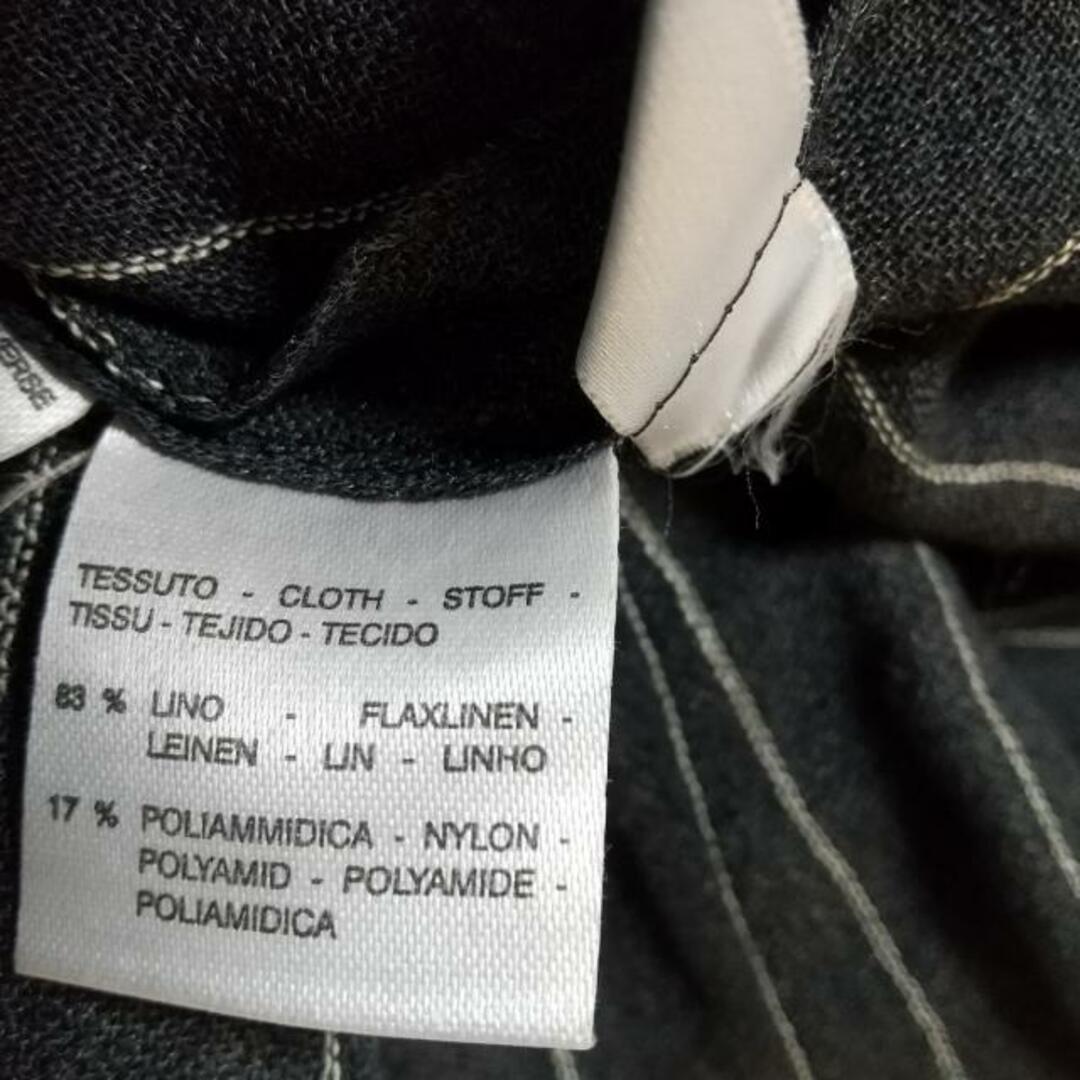 TESSUTO - CLOTH - STOFF -
TISSU - TEJIDO - TECIDO
83 % LINO - FLAXLINEN -
LEINEN - LIN - LINHO
17 % POLIAMMIDICA - NYLON -
POLYAMID - POLYAMIDE -
POLIAMIDICA